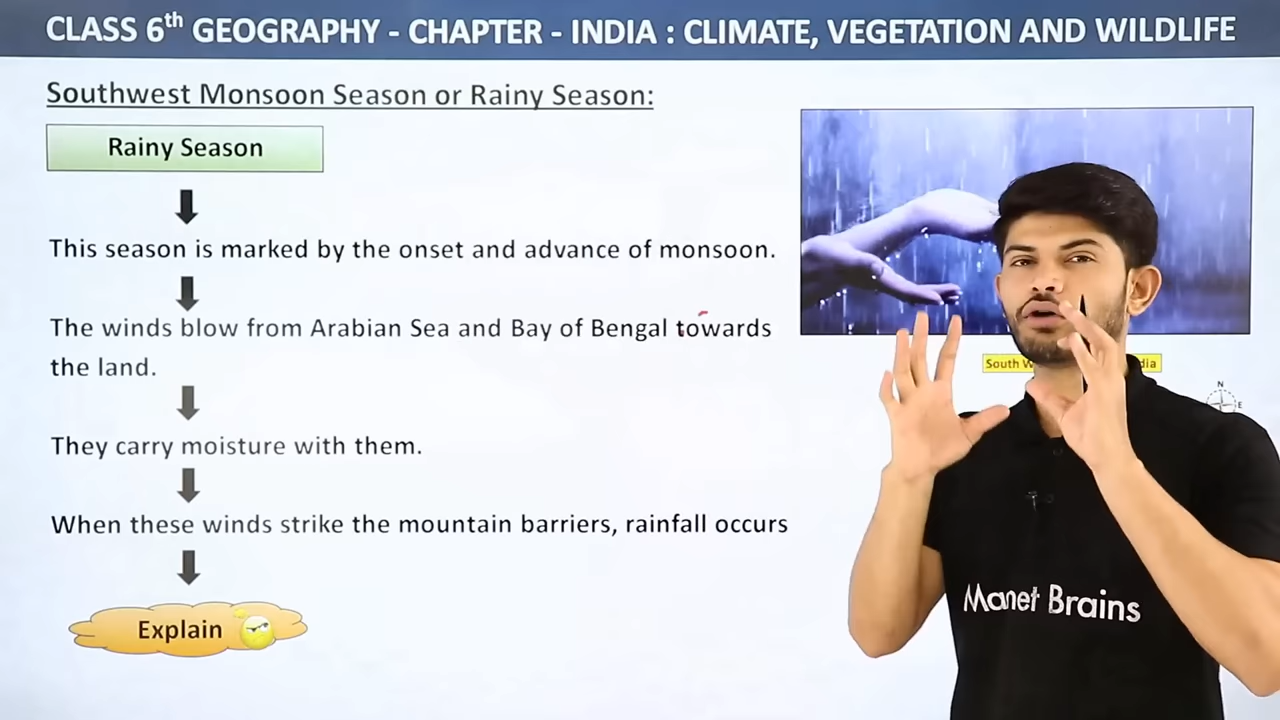 CLASS 6th GEOGRAPHY - CHAPTER - INDIA : CLIMATE, VEGETATION AND WILDLIFE
Southwest Monsoon Season or Rainy Season:
Rainy Season
This season is marked by the onset and advance of monsoon.
The winds blow from Arabian Sea and Bay of Bengal towards
the land.
They carry moisture with them.
When these winds strike the mountain barriers, rainfall occurs
Explain
South
N
E
Manet Brains